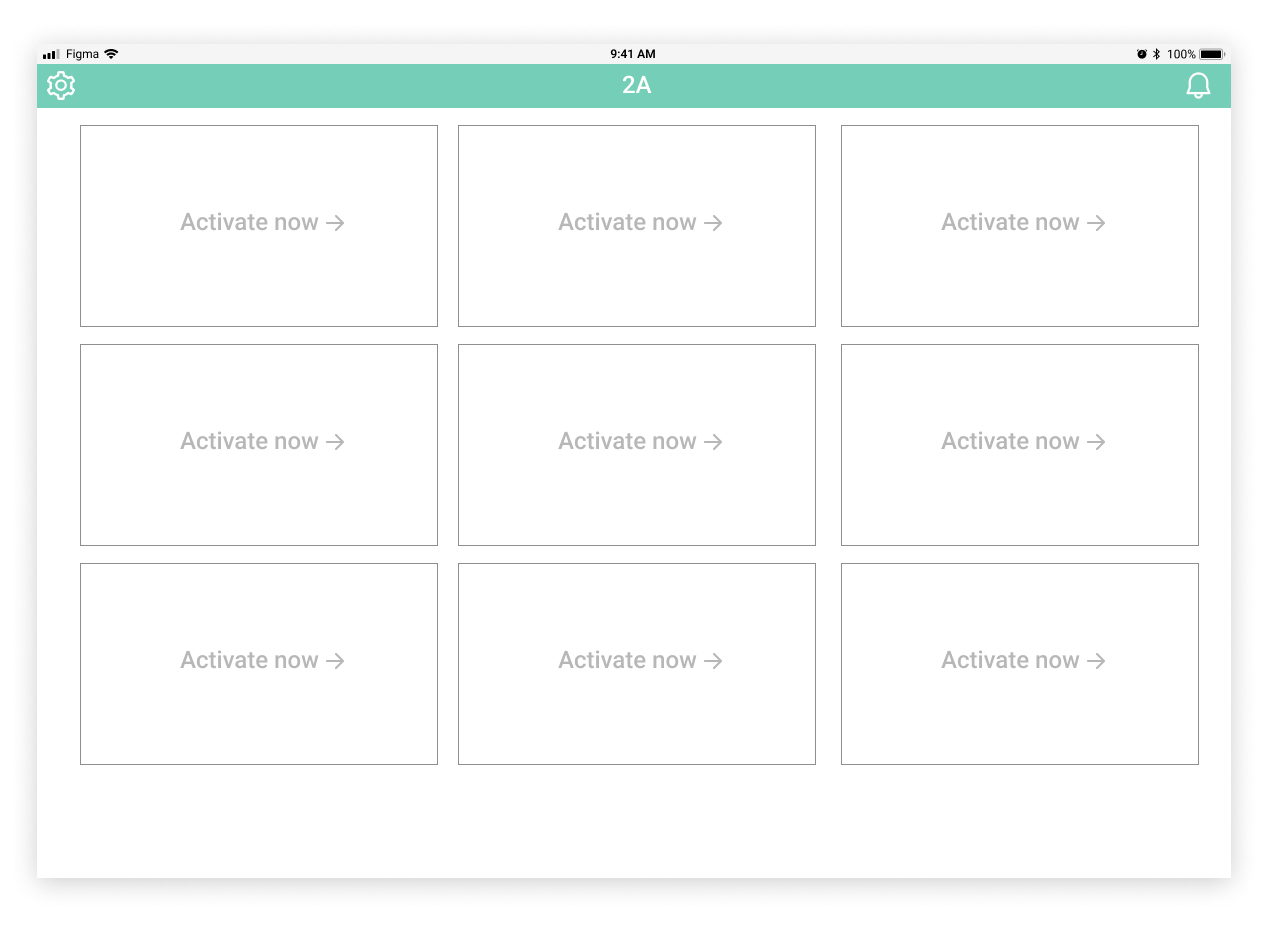 Figma 9:41 AM 100%
2A
Activate now → Activate now → Activate now →
Activate now → Activate now → Activate now →
Activate now → Activate now → Activate now →